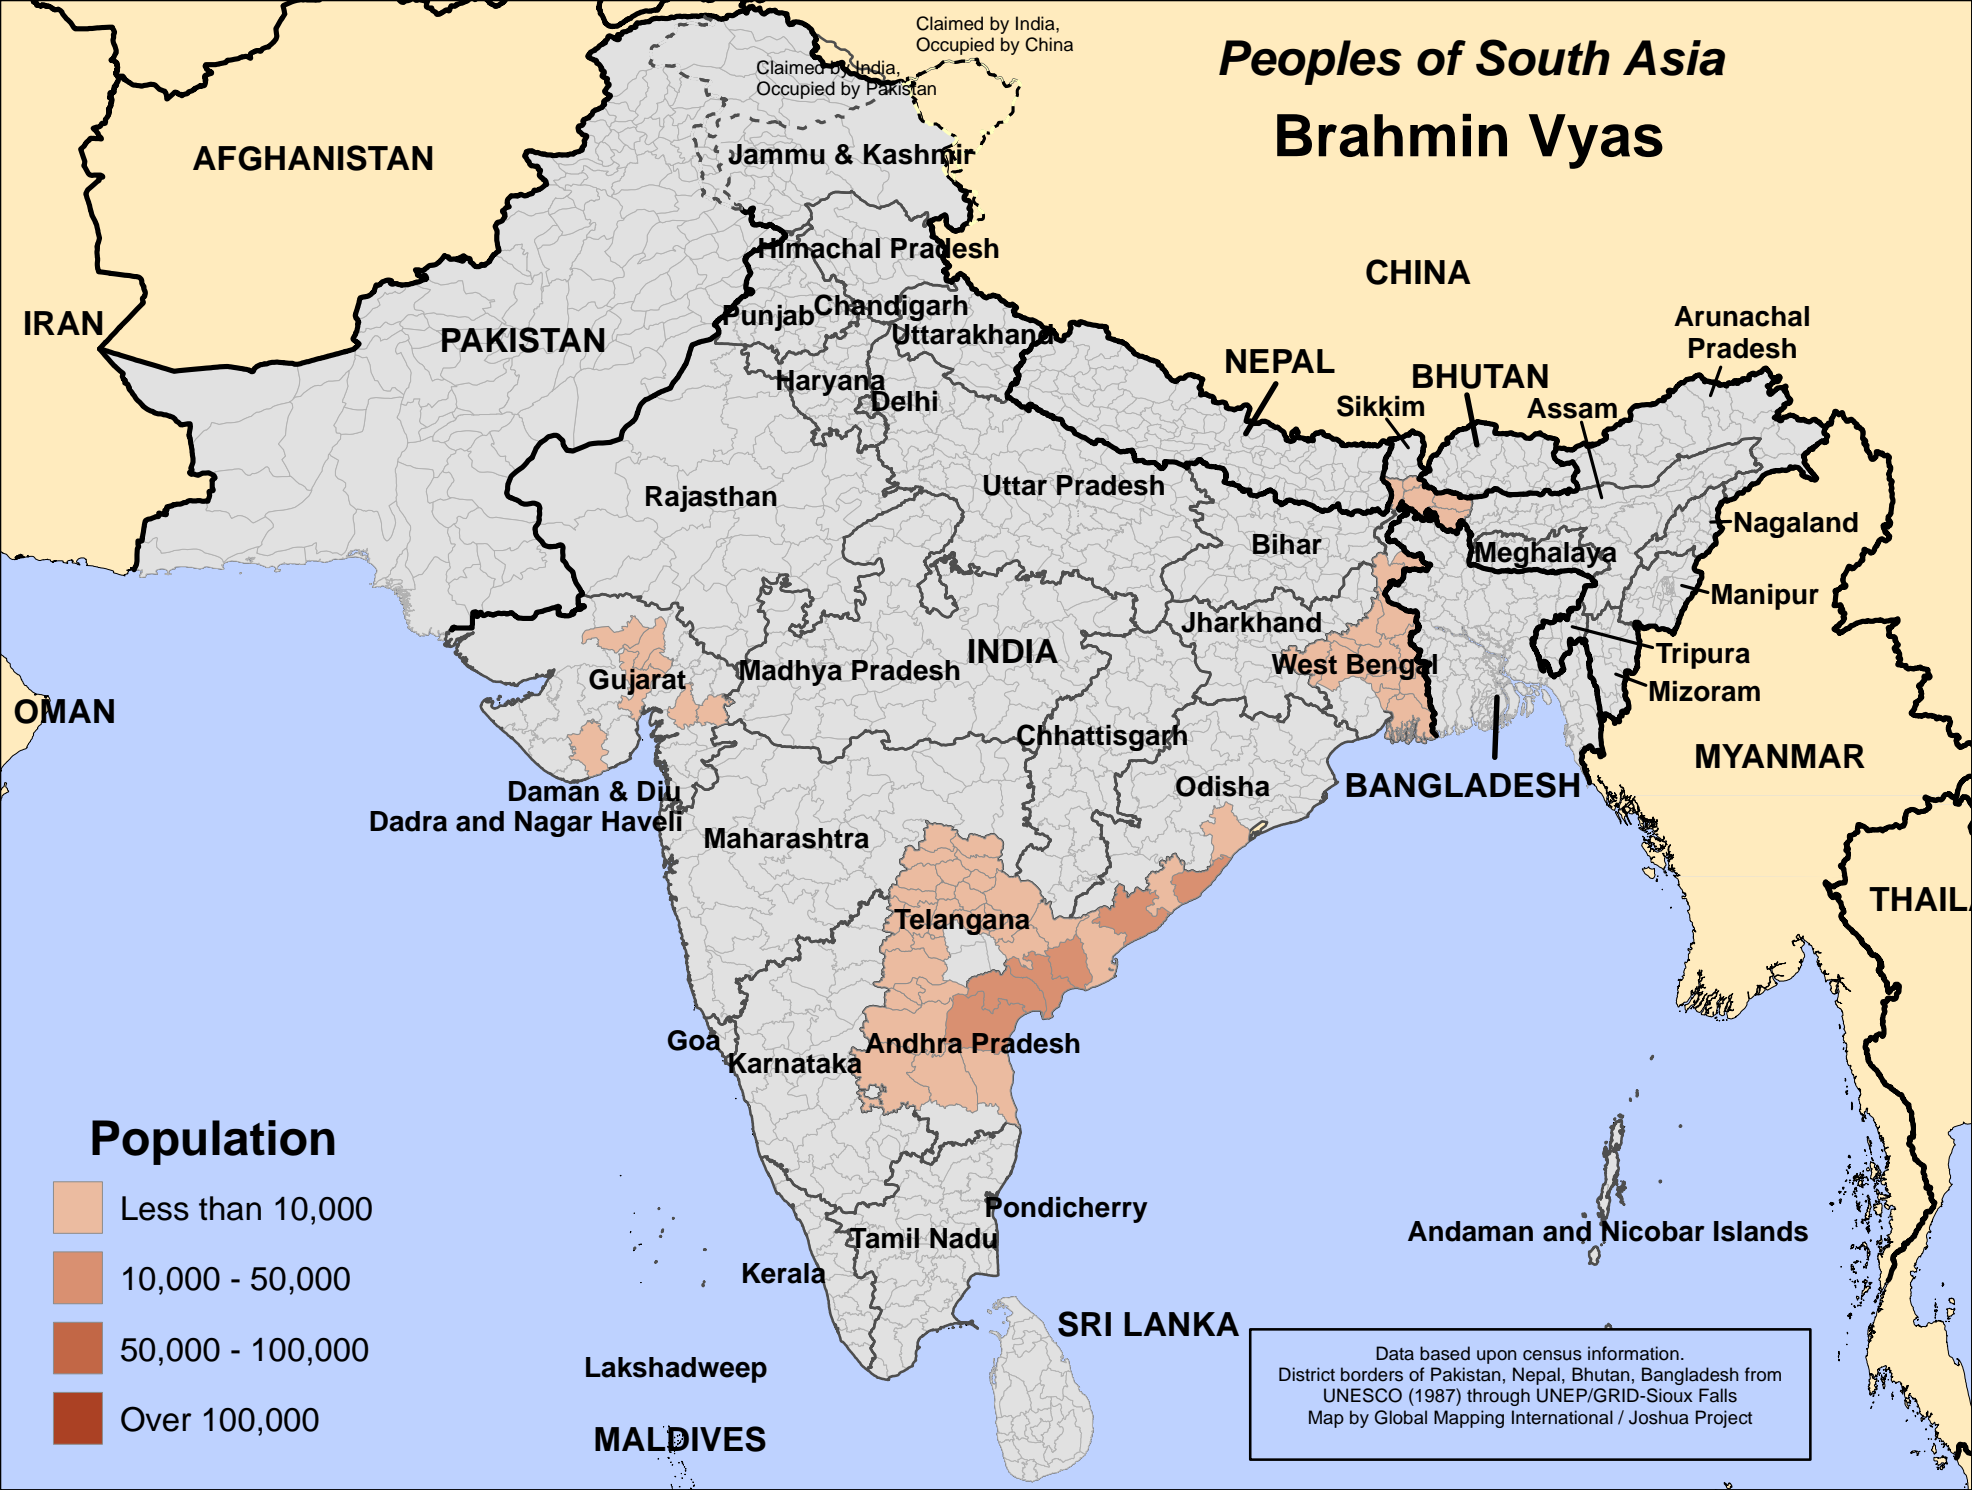 Claimed by India,
Occupied by China
Peoples of South Asia
Claimed by India,
Occupied by Pakistan
Brahmin Vyas
AFGHANISTAN
Jammu & Kashmir
Himachal Pradesh
CHINA
IRAN
PAKISTAN
Punjab
Chandigarh
Uttarakhand
Arunachal
Pradesh
NEPAL
BHUTAN
Haryana
Delhi
Sikkim
Assam
Rajasthan
Uttar Pradesh
Nagaland
Bihar
Meghalaya
Manipur
Jharkhand
INDIA
Tripura
West Bengal
Madhya Pradesh
Gujarat
Mizoram
OMAN
Chhattisgarh
MYANMAR
Odisha
BANGLADESH
Daman & Diu
Dadra and Nagar Haveli
Maharashtra
THAIL
Telangana
Goa
Andhra Pradesh
Karnataka
Population
Less than 10,000
10,000 - 50,000
50,000 - 100,000
Over 100,000
Pondicherry
Andaman and Nicobar Islands
Tamil Nadu
Kerala
SRI LANKA
Lakshadweep
MALDIVES
Data based upon census information.
District borders of Pakistan, Nepal, Bhutan, Bangladesh from
UNESCO (1987) through UNEP/GRID-Sioux Falls
Map by Global Mapping International / Joshua Project